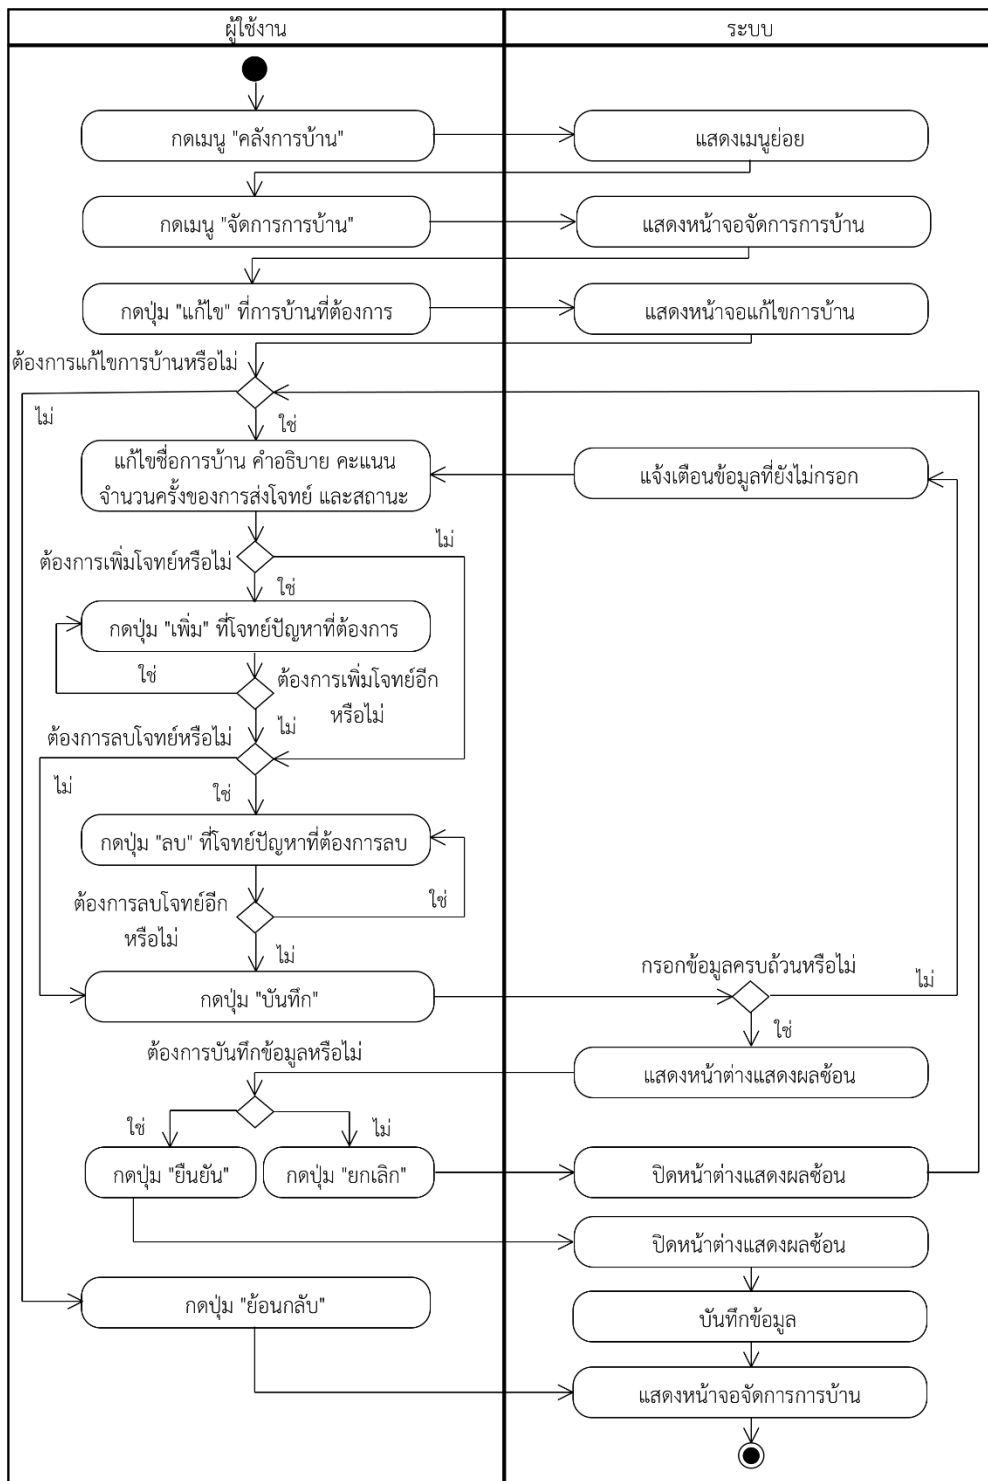 ผู้ใช้งาน
ระบบ
กดเมนู "คลังการบ้าน"
แสดงเมนูย่อย
กดเมนู "จัดการการบ้าน"
แสดงหน้าจอจัดการการบ้าน
กดปุ่ม "แก้ไข" ที่การบ้านที่ต้องการ
แสดงหน้าจอแก้ไขการบ้าน
ต้องการแก้ไขการบ้านหรือไม่
ไม่
ใช่
แก้ไขชื่อการบ้าน คำอธิบาย คะแนน
จำนวนครั้งของการส่งโจทย์ และสถานะ
แจ้งเตือนข้อมูลที่ยังไม่กรอก
ต้องการเพิ่มโจทย์หรือไม่
ไม่
ใช่
กดปุ่ม "เพิ่ม" ที่โจทย์ปัญหาที่ต้องการ
ใช่
ต้องการเพิ่มโจทย์อีก
หรือไม่
ไม่
ต้องการลบโจทย์หรือไม่
ไม่
ใช่
กดปุ่ม "ลบ" ที่โจทย์ปัญหาที่ต้องการลบ
ต้องการลบโจทย์อีก
หรือไม่
ใช่
ไม่
กดปุ่ม "บันทึก"
กรอกข้อมูลครบถ้วนหรือไม่
ไม่
ใช่
ต้องการบันทึกข้อมูลหรือไม่
แสดงหน้าต่างแสดงผลซ้อน
ใช่
ไม่
กดปุ่ม "ยืนยัน"
กดปุ่ม "ยกเลิก"
ปิดหน้าต่างแสดงผลซ้อน
ปิดหน้าต่างแสดงผลซ้อน
กดปุ่ม "ย้อนกลับ"
บันทึกข้อมูล
แสดงหน้าจอจัดการการบ้าน